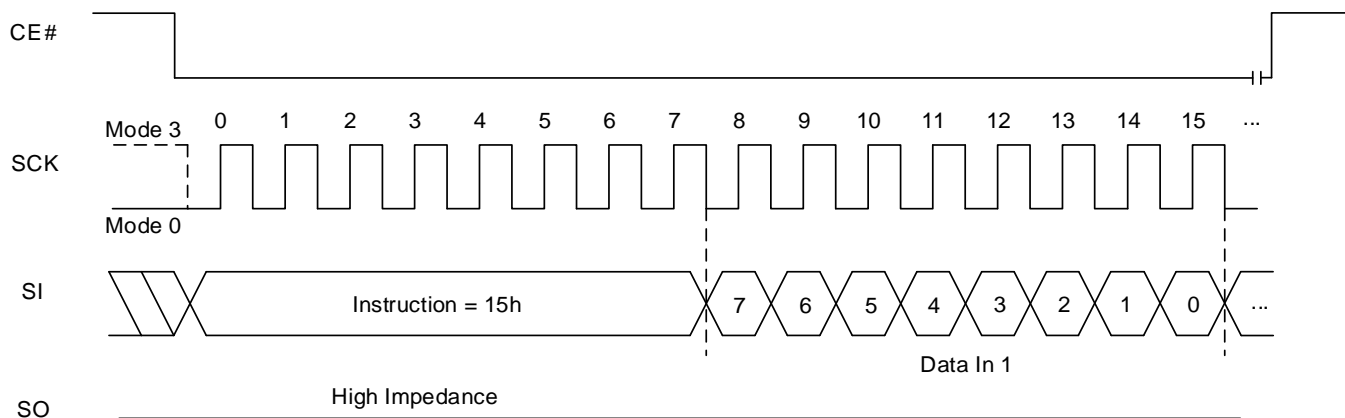 CE#
Mode 3 0 1 2 3 4 5 6 7 8 9 10 11 12 13 14 15 ...
SCK
Mode 0
SI Instruction = 15h 7 6 5 4 3 2 1 0 ...
Data In 1
High Impedance
SO